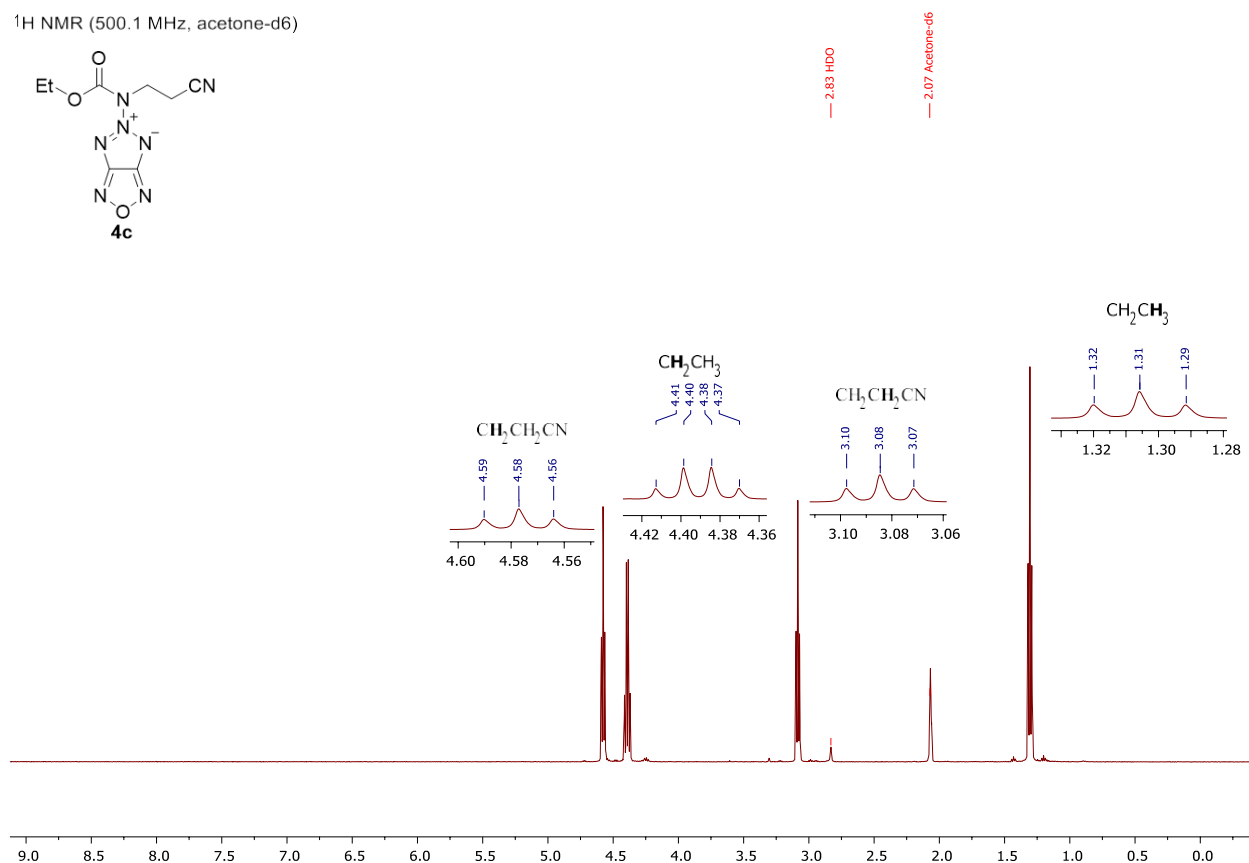 ¹H NMR (500.1 MHz, acetone-d6)
O
Et
O
N
CN
N⁺
N
N⁻
N
N
O
4c
2.83 HDO
2.07 Acetone-d6
CH₂CH₂CN
4.59
4.58
4.56
4.60 4.58 4.56
CH₂CH₃
4.41
4.40
4.38
4.37
4.42 4.40 4.38 4.36
CH₂CH₂CN
3.10
3.08
3.07
3.10 3.08 3.06
CH₂CH₃
1.32
1.31
1.29
1.32 1.30 1.28
9.0 8.5 8.0 7.5 7.0 6.5 6.0 5.5 5.0 4.5 4.0 3.5 3.0 2.5 2.0 1.5 1.0 0.5 0.0